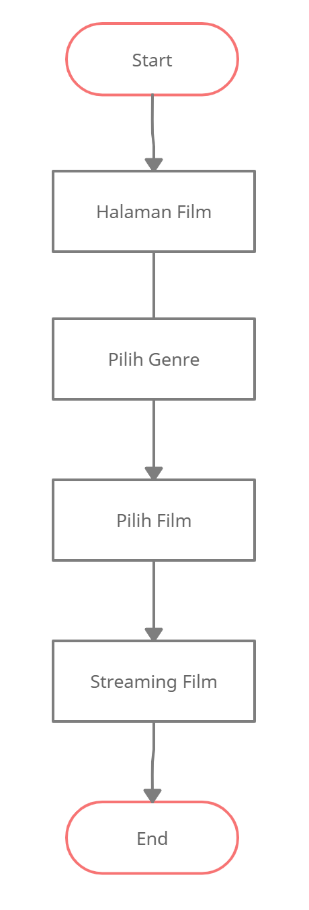 Start
Halaman Film
Pilih Genre
Pilih Film
Streaming Film
End